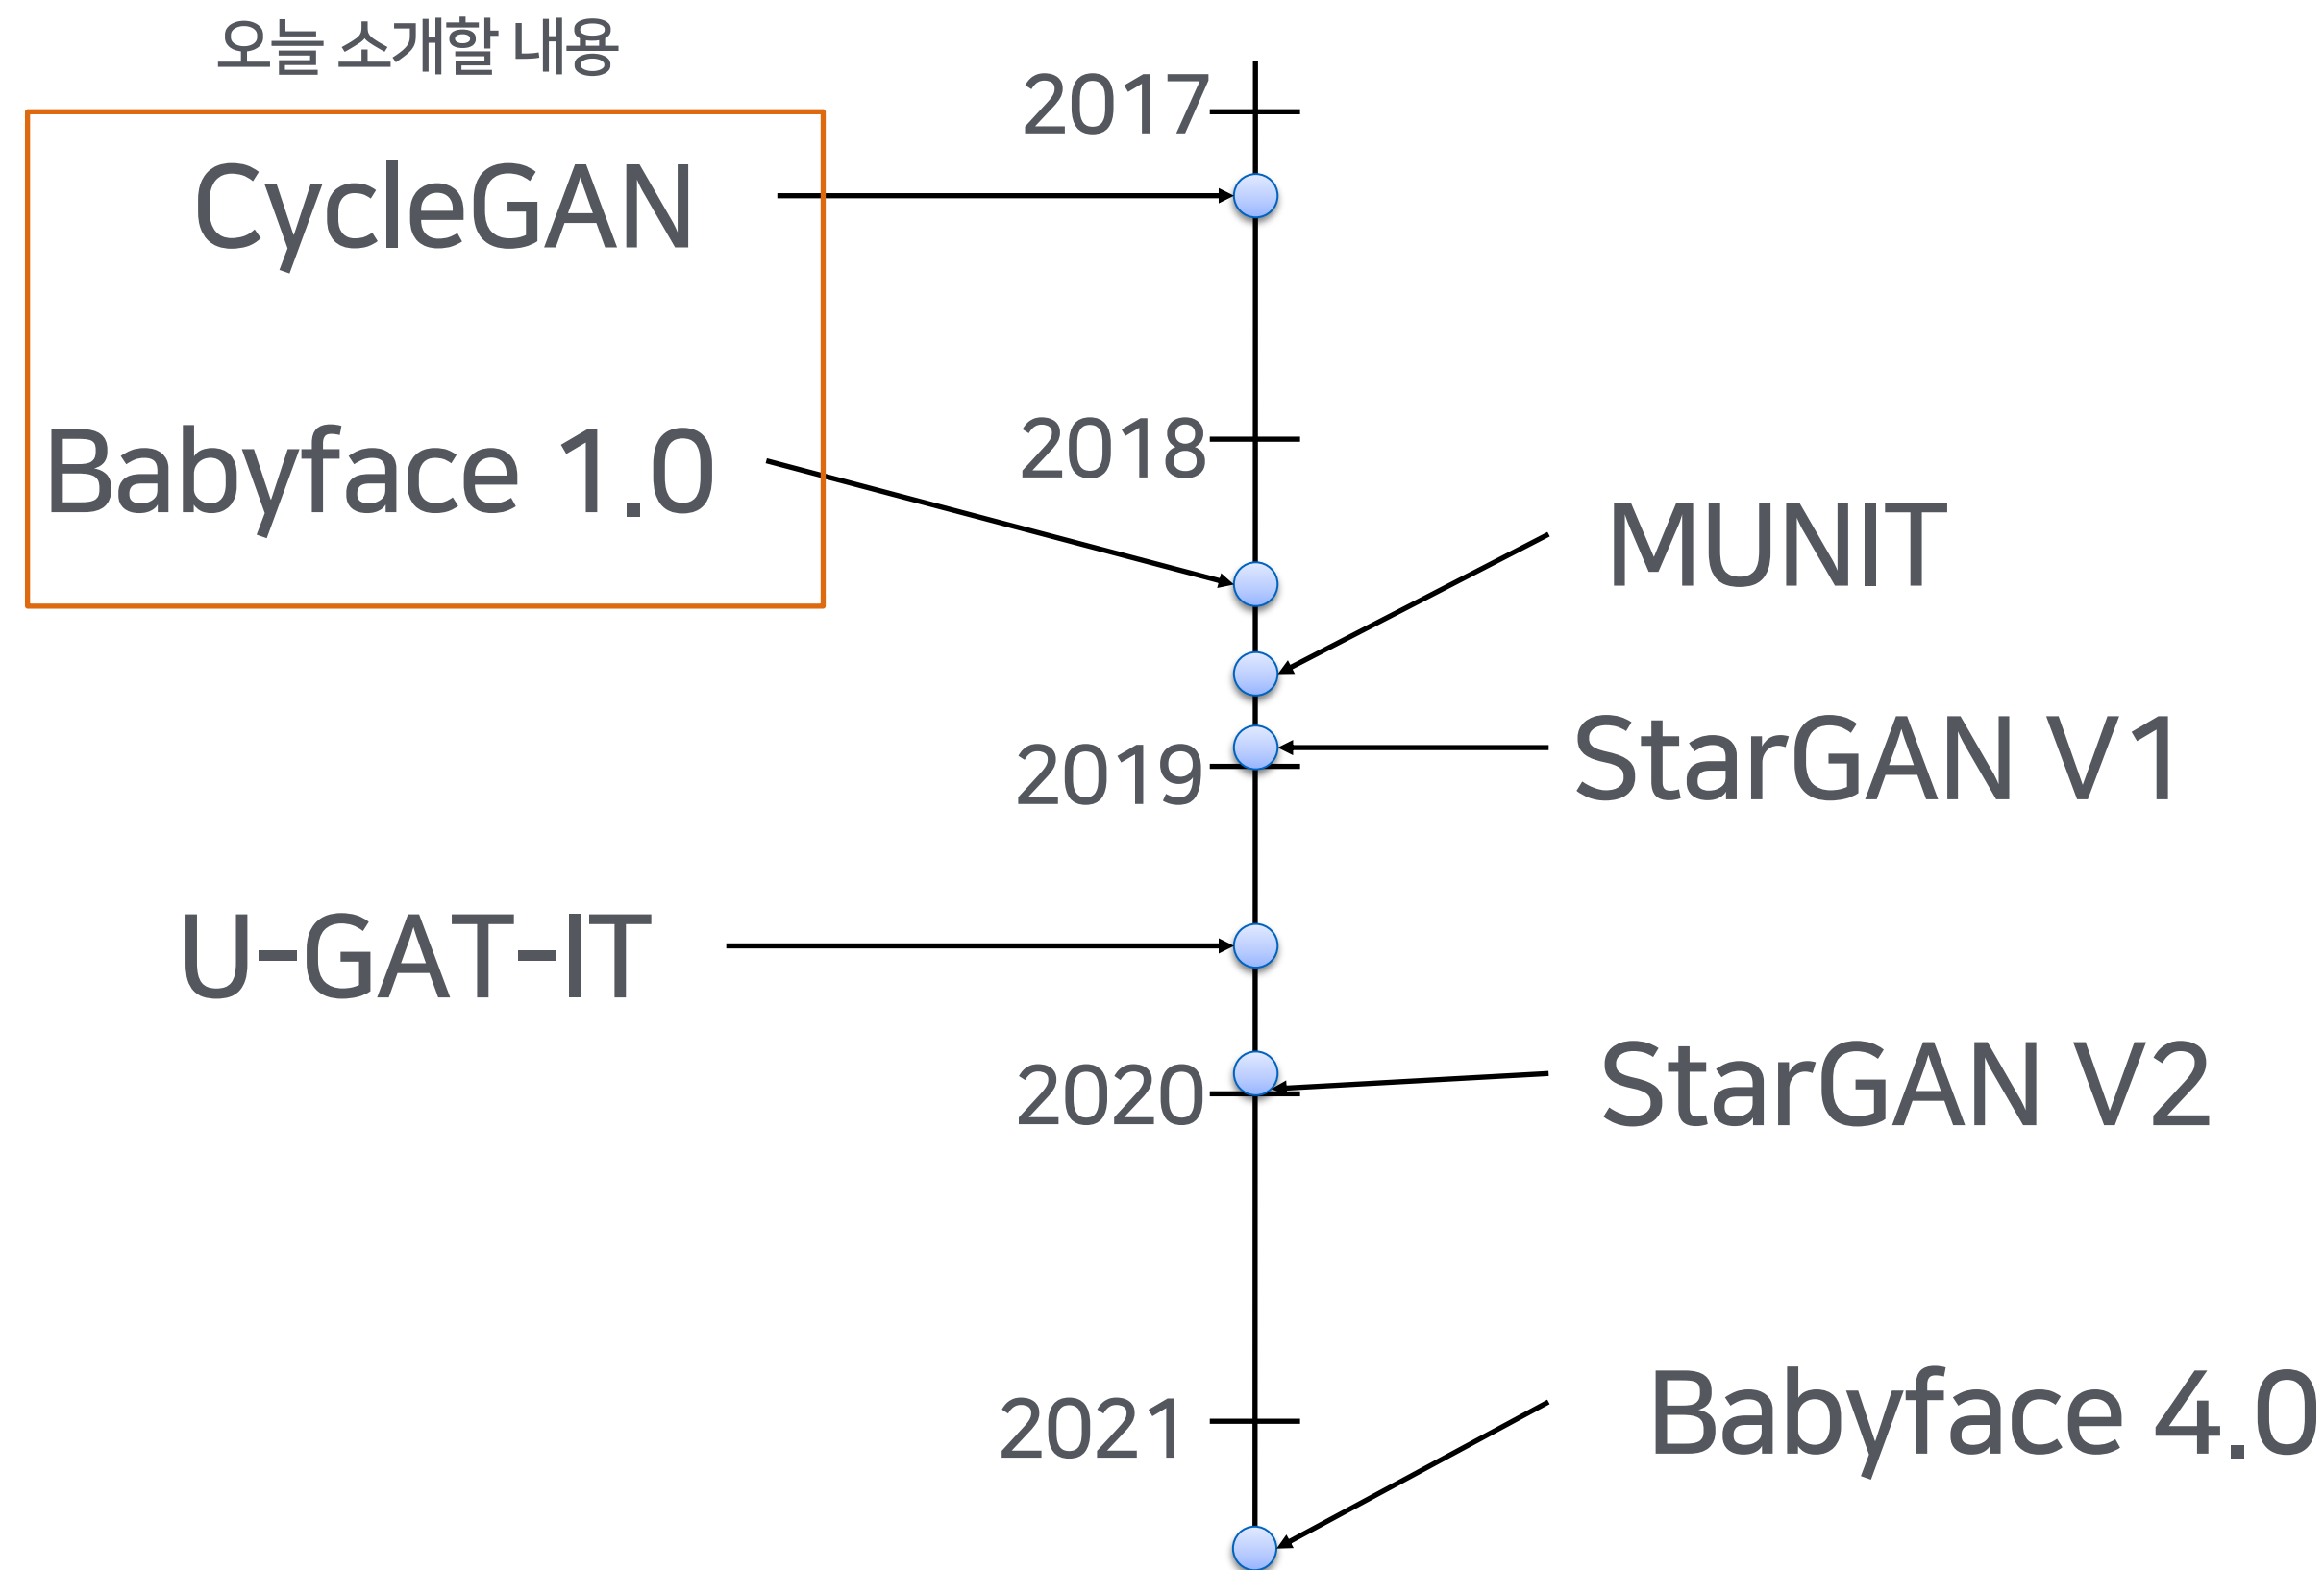 오늘 소개할 내용
2017
CycleGAN
2018
Babyface 1.0
MUNIT
StarGAN V1
2019
U-GAT-IT
StarGAN V2
2020
Babyface 4.0
2021